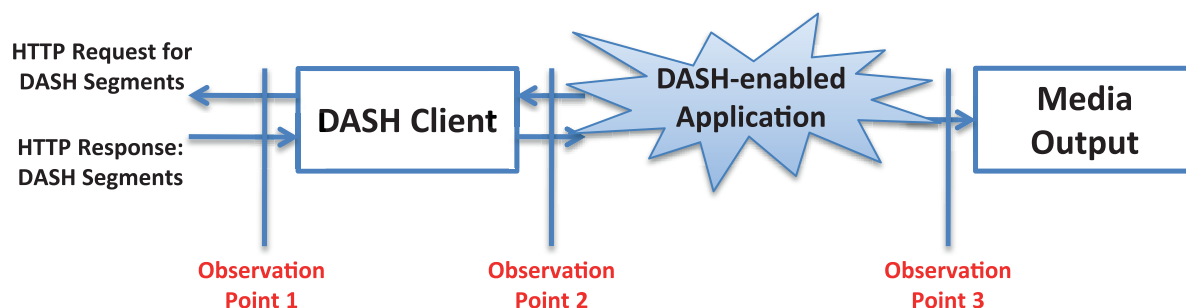 HTTP Request for
DASH Segments
HTTP Response:
DASH Segments
DASH Client
DASH-enabled
Application
Media
Output
Observation
Point 1
Observation
Point 2
Observation
Point 3